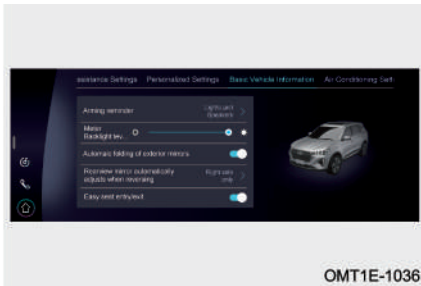 essistance Settings Personalized Settings Basic Vehicle Information Air Conditioning Sett
Arming reminder
Lights and
Speakers
Meter
Backlight lev...
Automatic folding of exterior mirrors
Rearview mirror automatically
adjusts when reversing
Right side
only
Easy seat entry/exit
OMT1E-1036